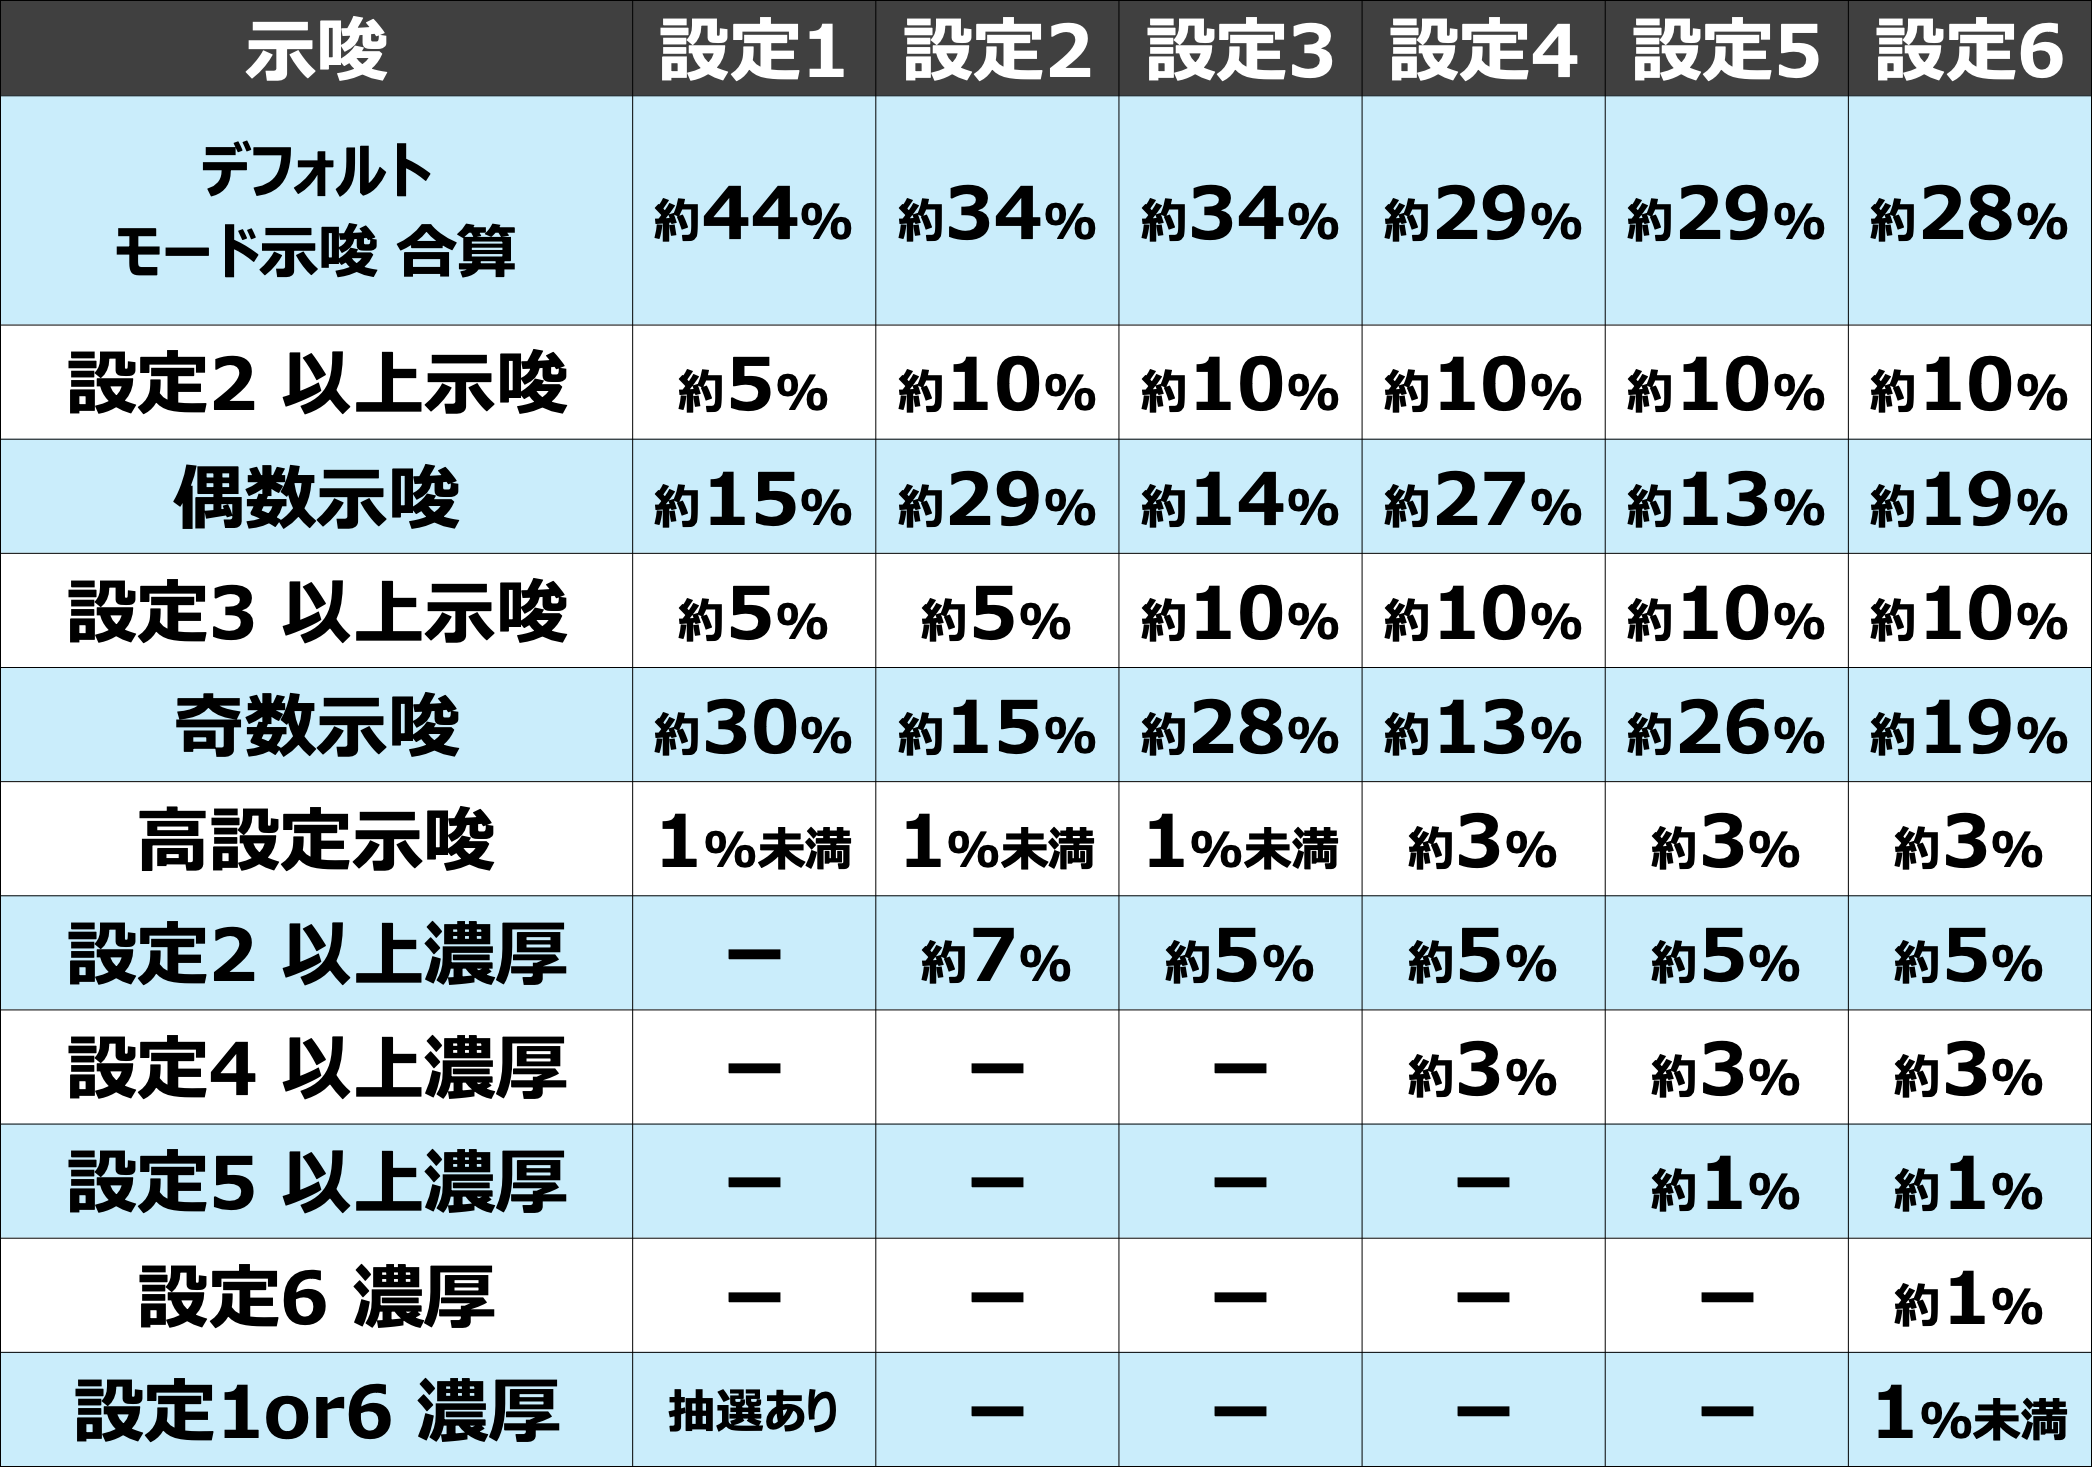 示唆 設定1 設定2 設定3 設定4 設定5 設定6
デフォルト
モード示唆 合算 約44% 約34% 約34% 約29% 約29% 約28%
設定2 以上示唆 約5% 約10% 約10% 約10% 約10% 約10%
偶数示唆 約15% 約29% 約14% 約27% 約13% 約19%
設定3 以上示唆 約5% 約5% 約10% 約10% 約10% 約10%
奇数示唆 約30% 約15% 約28% 約13% 約26% 約19%
高設定示唆 1%未満 1%未満 1%未満 約3% 約3% 約3%
設定2 以上濃厚 ー 約7% 約5% 約5% 約5% 約5%
設定4 以上濃厚 ー ー ー 約3% 約3% 約3%
設定5 以上濃厚 ー ー ー ー 約1% 約1%
設定6 濃厚 ー ー ー ー ー 約1%
設定1or6 濃厚 抽選あり ー ー ー ー 1%未満